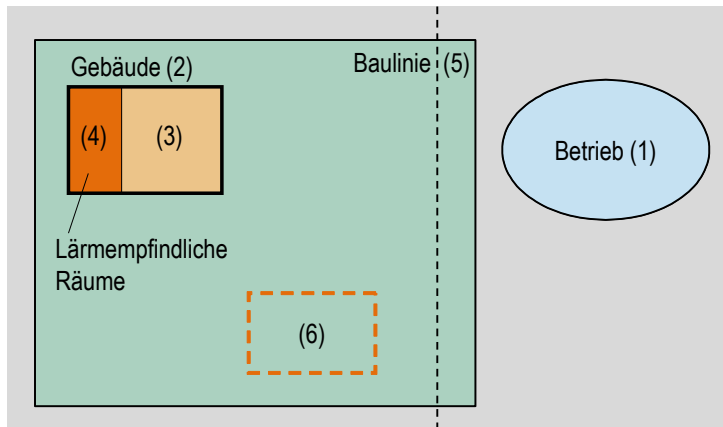 Gebäude (2)
Baulinie (5)
(4)
(3)
Betrieb (1)
Lärmempfindliche
Räume
(6)